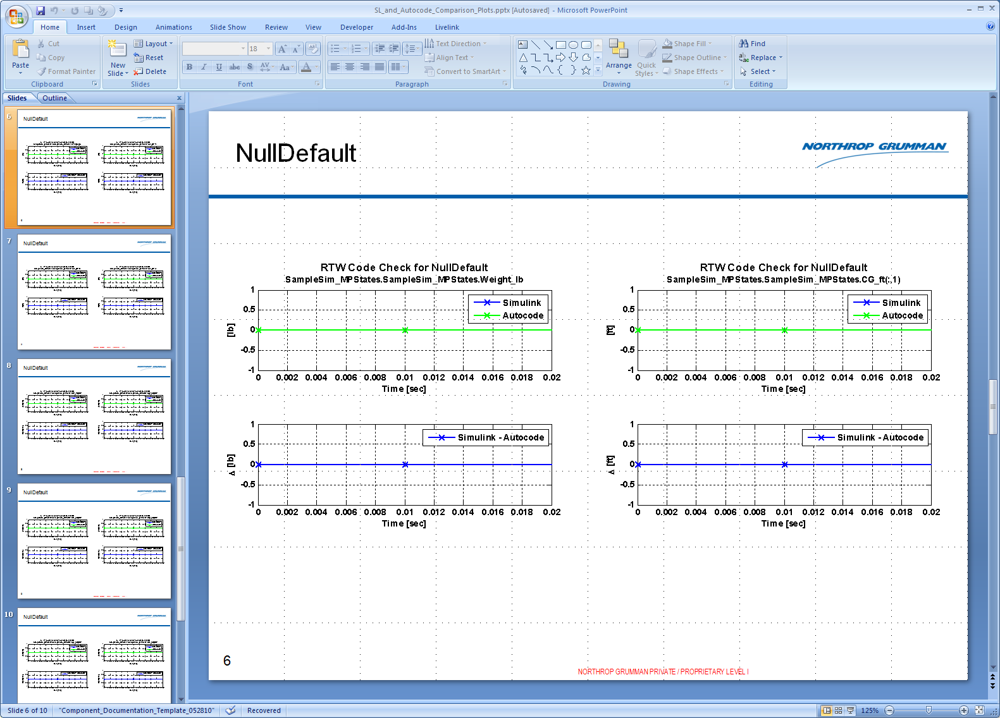 SL_and_Autocode_Comparison_Plots.pptx [Autosaved] - Microsoft PowerPoint
Home Insert Design Animations Slide Show Review View Developer Add-Ins Livelink
Paste
Cut
Copy
Format Painter
Clipboard
New Slide
Layout
Reset
Delete
Slides
18
B I U abc S AV Aa A
Font
Text Direction
Align Text
Convert to SmartArt
Paragraph
Arrange
Quick Styles
Shape Fill
Shape Outline
Shape Effects
Drawing
Find
Replace
Select
Editing
Slides Outline x
6
NullDefault
7
NullDefault
8
NullDefault
9
NullDefault
10
NullDefault
NullDefault
NORTHROP GRUMMAN
RTW Code Check for NullDefault
SampleSim_MPStates.SampleSim_MPStates.Weight_lb
1
0.5
0
-0.5
-1
[lb]
Simulink
Autocode
0 0.002 0.004 0.006 0.008 0.01 0.012 0.014 0.016 0.018 0.02
Time [sec]
1
0.5
0
-0.5
-1
Δ [lb]
Simulink - Autocode
0 0.002 0.004 0.006 0.008 0.01 0.012 0.014 0.016 0.018 0.02
Time [sec]
RTW Code Check for NullDefault
SampleSim_MPStates.SampleSim_MPStates.CG_ft(:,1)
1
0.5
0
-0.5
-1
[ft]
Simulink
Autocode
0 0.002 0.004 0.006 0.008 0.01 0.012 0.014 0.016 0.018 0.02
Time [sec]
1
0.5
0
-0.5
-1
Δ [ft]
Simulink - Autocode
0 0.002 0.004 0.006 0.008 0.01 0.012 0.014 0.016 0.018 0.02
Time [sec]
6
NORTHROP GRUMMAN PRIVATE / PROPRIETARY LEVEL I
Slide 6 of 10 "Component_Documentation_Template_052810" Recovered 125%